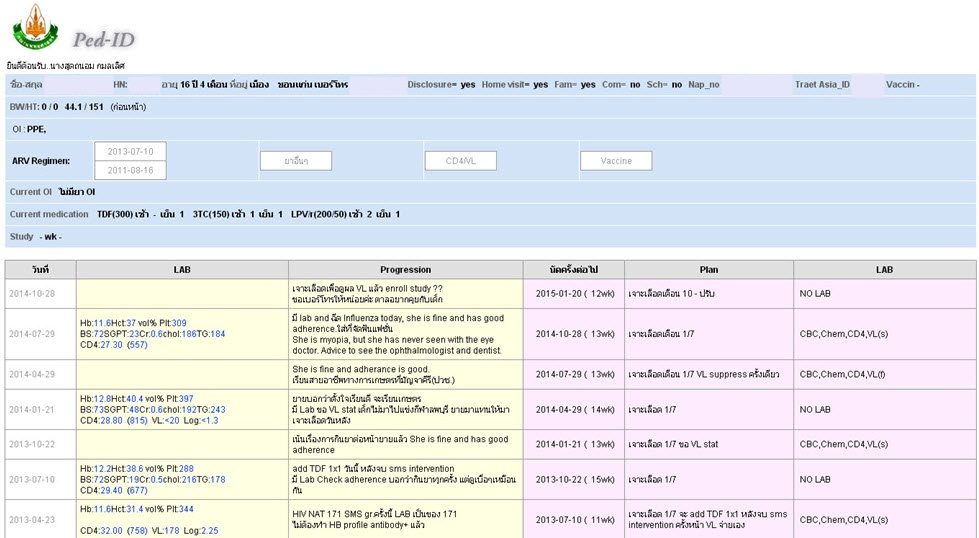 Ped-ID
ยินดีต้อนรับ..นางสุดถนอม กมลเลิศ
ชื่อ-สกุล HN: อายุ 16 ปี 4 เดือน ที่อยู่ เมือง ขอนแก่น เบอร์โทร Disclosure= yes Home visit= yes Fam= yes Com= no Sch= no Nap_no Traet Asia_ID Vaccin -
BW/HT: 0 / 0 44.1 / 151 (ก่อนหน้า)
OI : PPE,
ARV Regimen: 2013-07-10 ยาอื่นๆ CD4/VL Vaccine
2011-08-16
Current OI ไม่มียา OI
Current medication TDF(300) เช้า - เย็น 1 3TC(150) เช้า 1 เย็น 1 LPV/r(200/50) เช้า 2 เย็น 1
Study - wk -
วันที่ LAB Progression นัดครั้งต่อไป Plan LAB
2014-10-28
เจาะเลือดเพื่อดูผล VL แล้ว enroll study ??
ขอเบอร์โทรให้หน่อยค่ะ ตาลอยากคุยกับเด็ก
2015-01-20 ( 12wk) เจาะเลือดเดือน 10 - ปรับ NO LAB
2014-07-29
Hb:11.6Hct:37 vol% Plt:309
BS:72SGPT:23Cr:0.6chol:186TG:184
CD4:27.30 (557)
มี lab and ฉีด Influenza today, she is fine and has good
adherence.ใส่ที่จัดฟันแฟชั่น
She is myopia, but she has never seen with the eye
doctor. Advice to see the ophthalmologist and dentist.
2014-10-28 ( 13wk) เจาะเลือดเดือน 1/7 CBC,Chem,CD4,VL(s)
2014-04-29
She is fine and adharance is good.
เรียนสายอาชีพทางการเกษตรที่มัญจาคีรี(ปวช.)
2014-07-29 ( 13wk) เจาะเลือดเดือน 1/7 VL suppress ครั้งเดียว CBC,Chem,CD4,VL(f)
2014-01-21
Hb:12.8Hct:40.4 vol% Plt:397
BS:73SGPT:48Cr:0.6chol:192TG:243
CD4:28.80 (815) VL:<20 Log:<1.3
ยายบอกว่าตั้งใจเรียนดี จะเรียนเกษตร
มี Lab ขอ VL stat เด็กไม่มาไปแข่งกีฬาลพบุรี ยายมาแทนให้มา
เจาะเลือดวันหลัง
2014-04-29 ( 14wk) เจาะเลือด 1/7 NO LAB
2013-10-22
เน้นเรื่องการกินยาต่อหน้ายายแล้ว She is fine and has good
adherence
2014-01-21 ( 13wk) เจาะเลือด 1/7 ขอ VL stat CBC,Chem,CD4,VL(s)
2013-07-10
Hb:12.2Hct:38.6 vol% Plt:288
BS:72SGPT:19Cr:0.5chol:216TG:178
CD4:29.40 (677)
add TDF 1x1 วันนี้ หลังจบ sms intervention
มี Lab Check adherence บอกว่ากินยาทุกครั้ง แต่ดูเบื่อๆเหมือน
กัน
2013-10-22 ( 15wk) เจาะเลือด 1/7 NO LAB
2013-04-23
Hb:11.6Hct:31.4 vol% Plt:344
CD4:32.00 (758) VL:178 Log:2.25
HIV NAT 171 SMS gr.ครั้งนี้ LAB เป็นของ 171
ไม่ต้องทำ HB profile antibody+ แล้ว
2013-07-10 ( 11wk)
เจาะเลือด 1/7 จะ add TDF 1x1 หลังจบ sms
intervention ครั้งหน้า VL จ่ายเอง
CBC,Chem,CD4,VL(s)